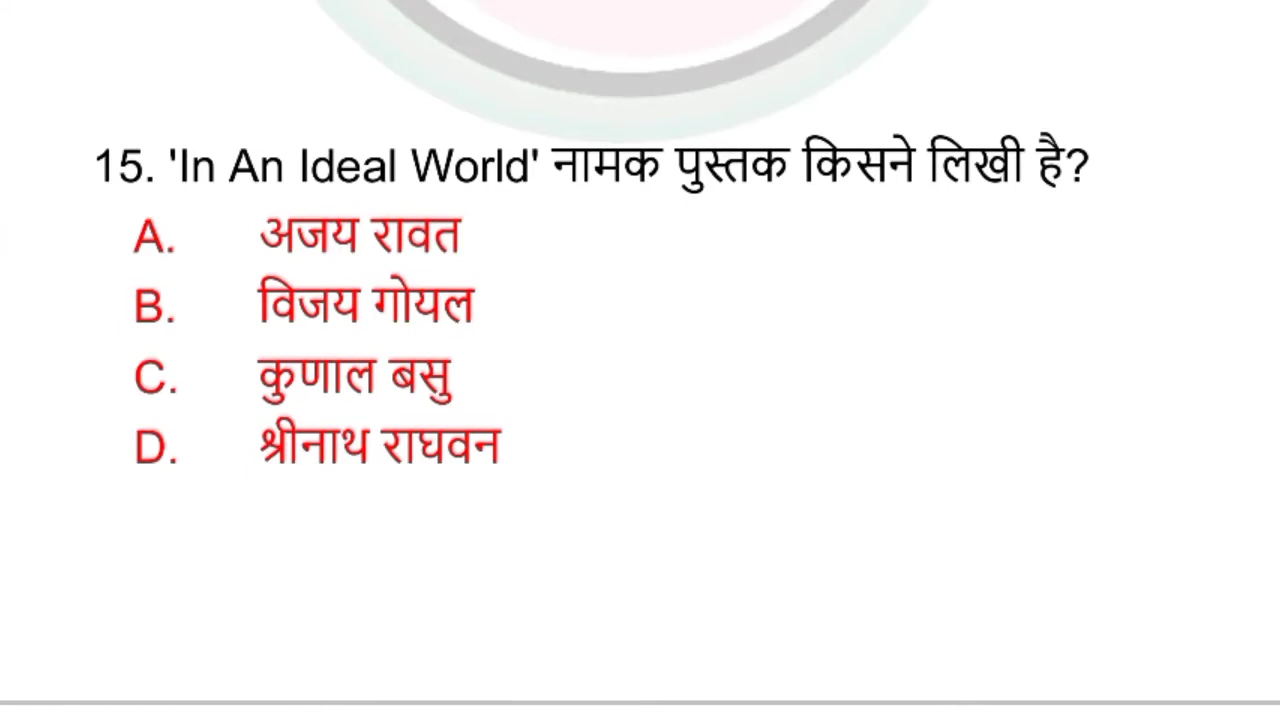 15. 'In An Ideal World' नामक पुस्तक किसने लिखी है?
A. अजय रावत
B. विजय गोयल
C. कुणाल बसु
D. श्रीनाथ राघवन